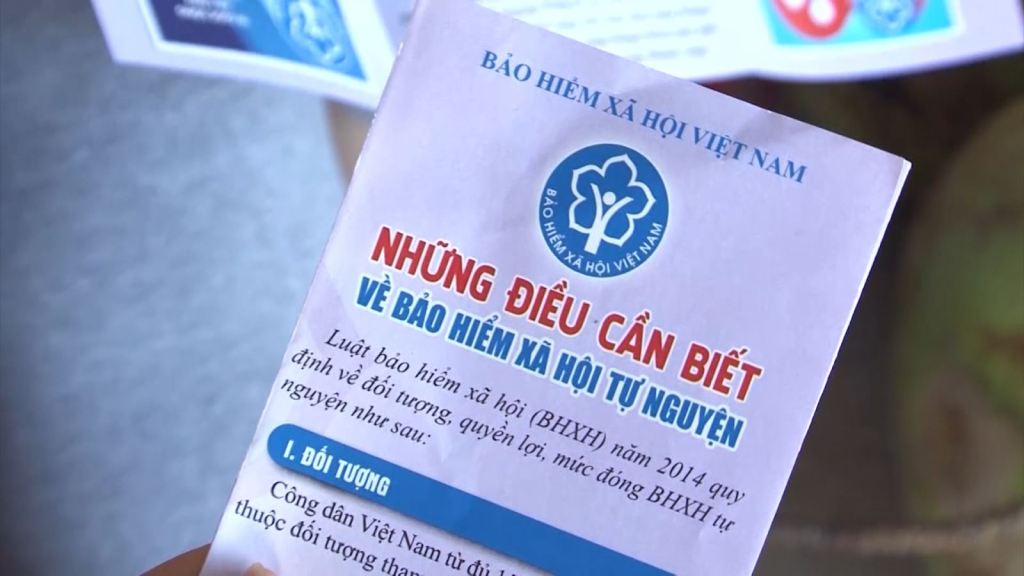 BẢO HIỂM XÃ HỘI VIỆT NAM
BẢO HIỂM XÃ HỘI VIỆT NAM
NHỮNG ĐIỀU CẦN BIẾT
VỀ BẢO HIỂM XÃ HỘI TỰ NGUYỆN
Luật bảo hiểm xã hội (BHXH) năm 2014 quy
định về đối tượng, quyền lợi, mức đóng BHXH tự
nguyện như sau:
I. ĐỐI TƯỢNG
Công dân Việt Nam từ đủ
thuộc đối tượng